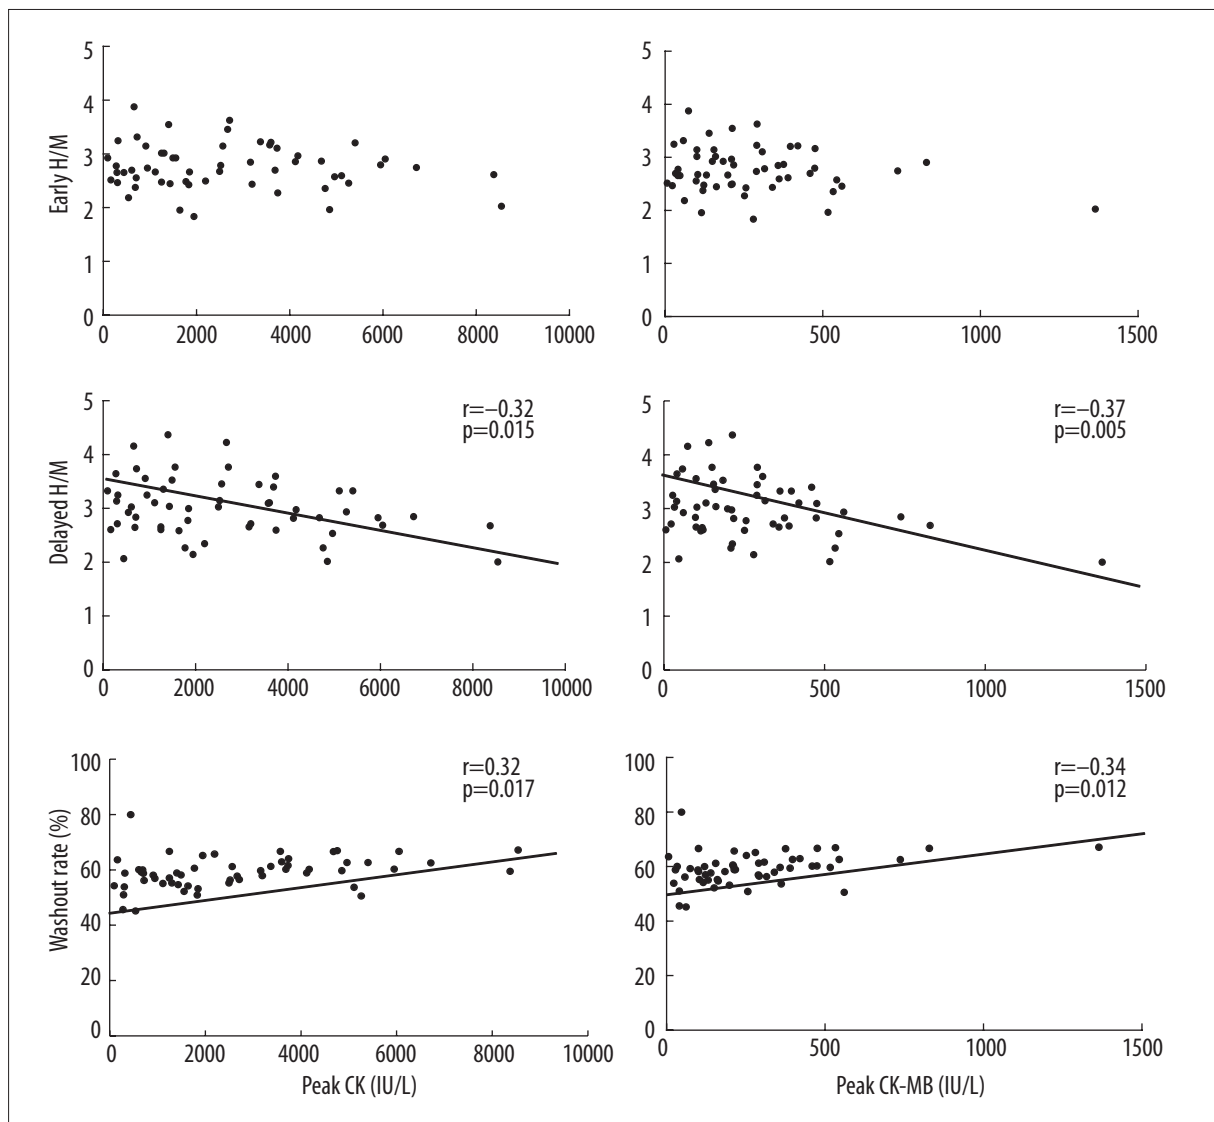 5
4
3
2
1
0
Early H/M
0 2000 4000 6000 8000 10000
5
4
3
2
1
0
0 500 1000 1500
5
4
3
2
1
0
Delayed H/M
r=−0.32
p=0.015
0 2000 4000 6000 8000 10000
5
4
3
2
1
0
r=−0.37
p=0.005
0 500 1000 1500
100
80
60
40
20
0
Washout rate (%)
r=0.32
p=0.017
0 2000 4000 6000 8000 10000
Peak CK (IU/L)
100
80
60
40
20
0
r=−0.34
p=0.012
0 500 1000 1500
Peak CK-MB (IU/L)